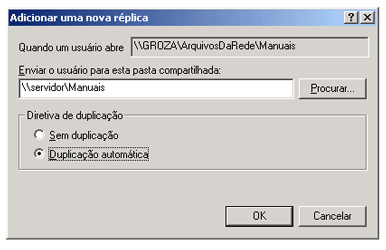 Adicionar uma nova réplica
Quando um usuário abre \\GROZA\ArquivosDaRede\Manuais
Enviar o usuário para esta pasta compartilhada:
\\servidor\Manuais Procurar...
Diretiva de duplicação
Sem duplicação
Duplicação automática
OK Cancelar